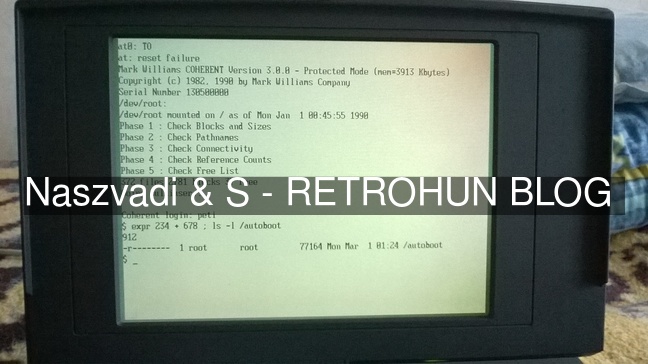 at0: TO
at: reset failure
Mark Williams COHERENT Version 3.0.0 - Protected Mode (mem=3913 Kbytes)
Copyright (c) 1982, 1990 by Mark Williams Company
Serial Number 130500000
/dev/root:
/dev/root mounted on / as of Mon Jan  1 00:45:55 1990
Phase 1 : Check Blocks and Sizes
Phase 2 : Check Pathnames
Phase 3 : Check Connectivity
Phase 4 : Check Reference Counts
Phase 5 : Check Free List
Naszvadi & S - RETROHUN BLOG
Coherent login: peti
$ expr 234 + 678 ; ls -l /autoboot
912
-r--------  1 root     root         77164 Mon Mar  1 01:24 /autoboot
$ _